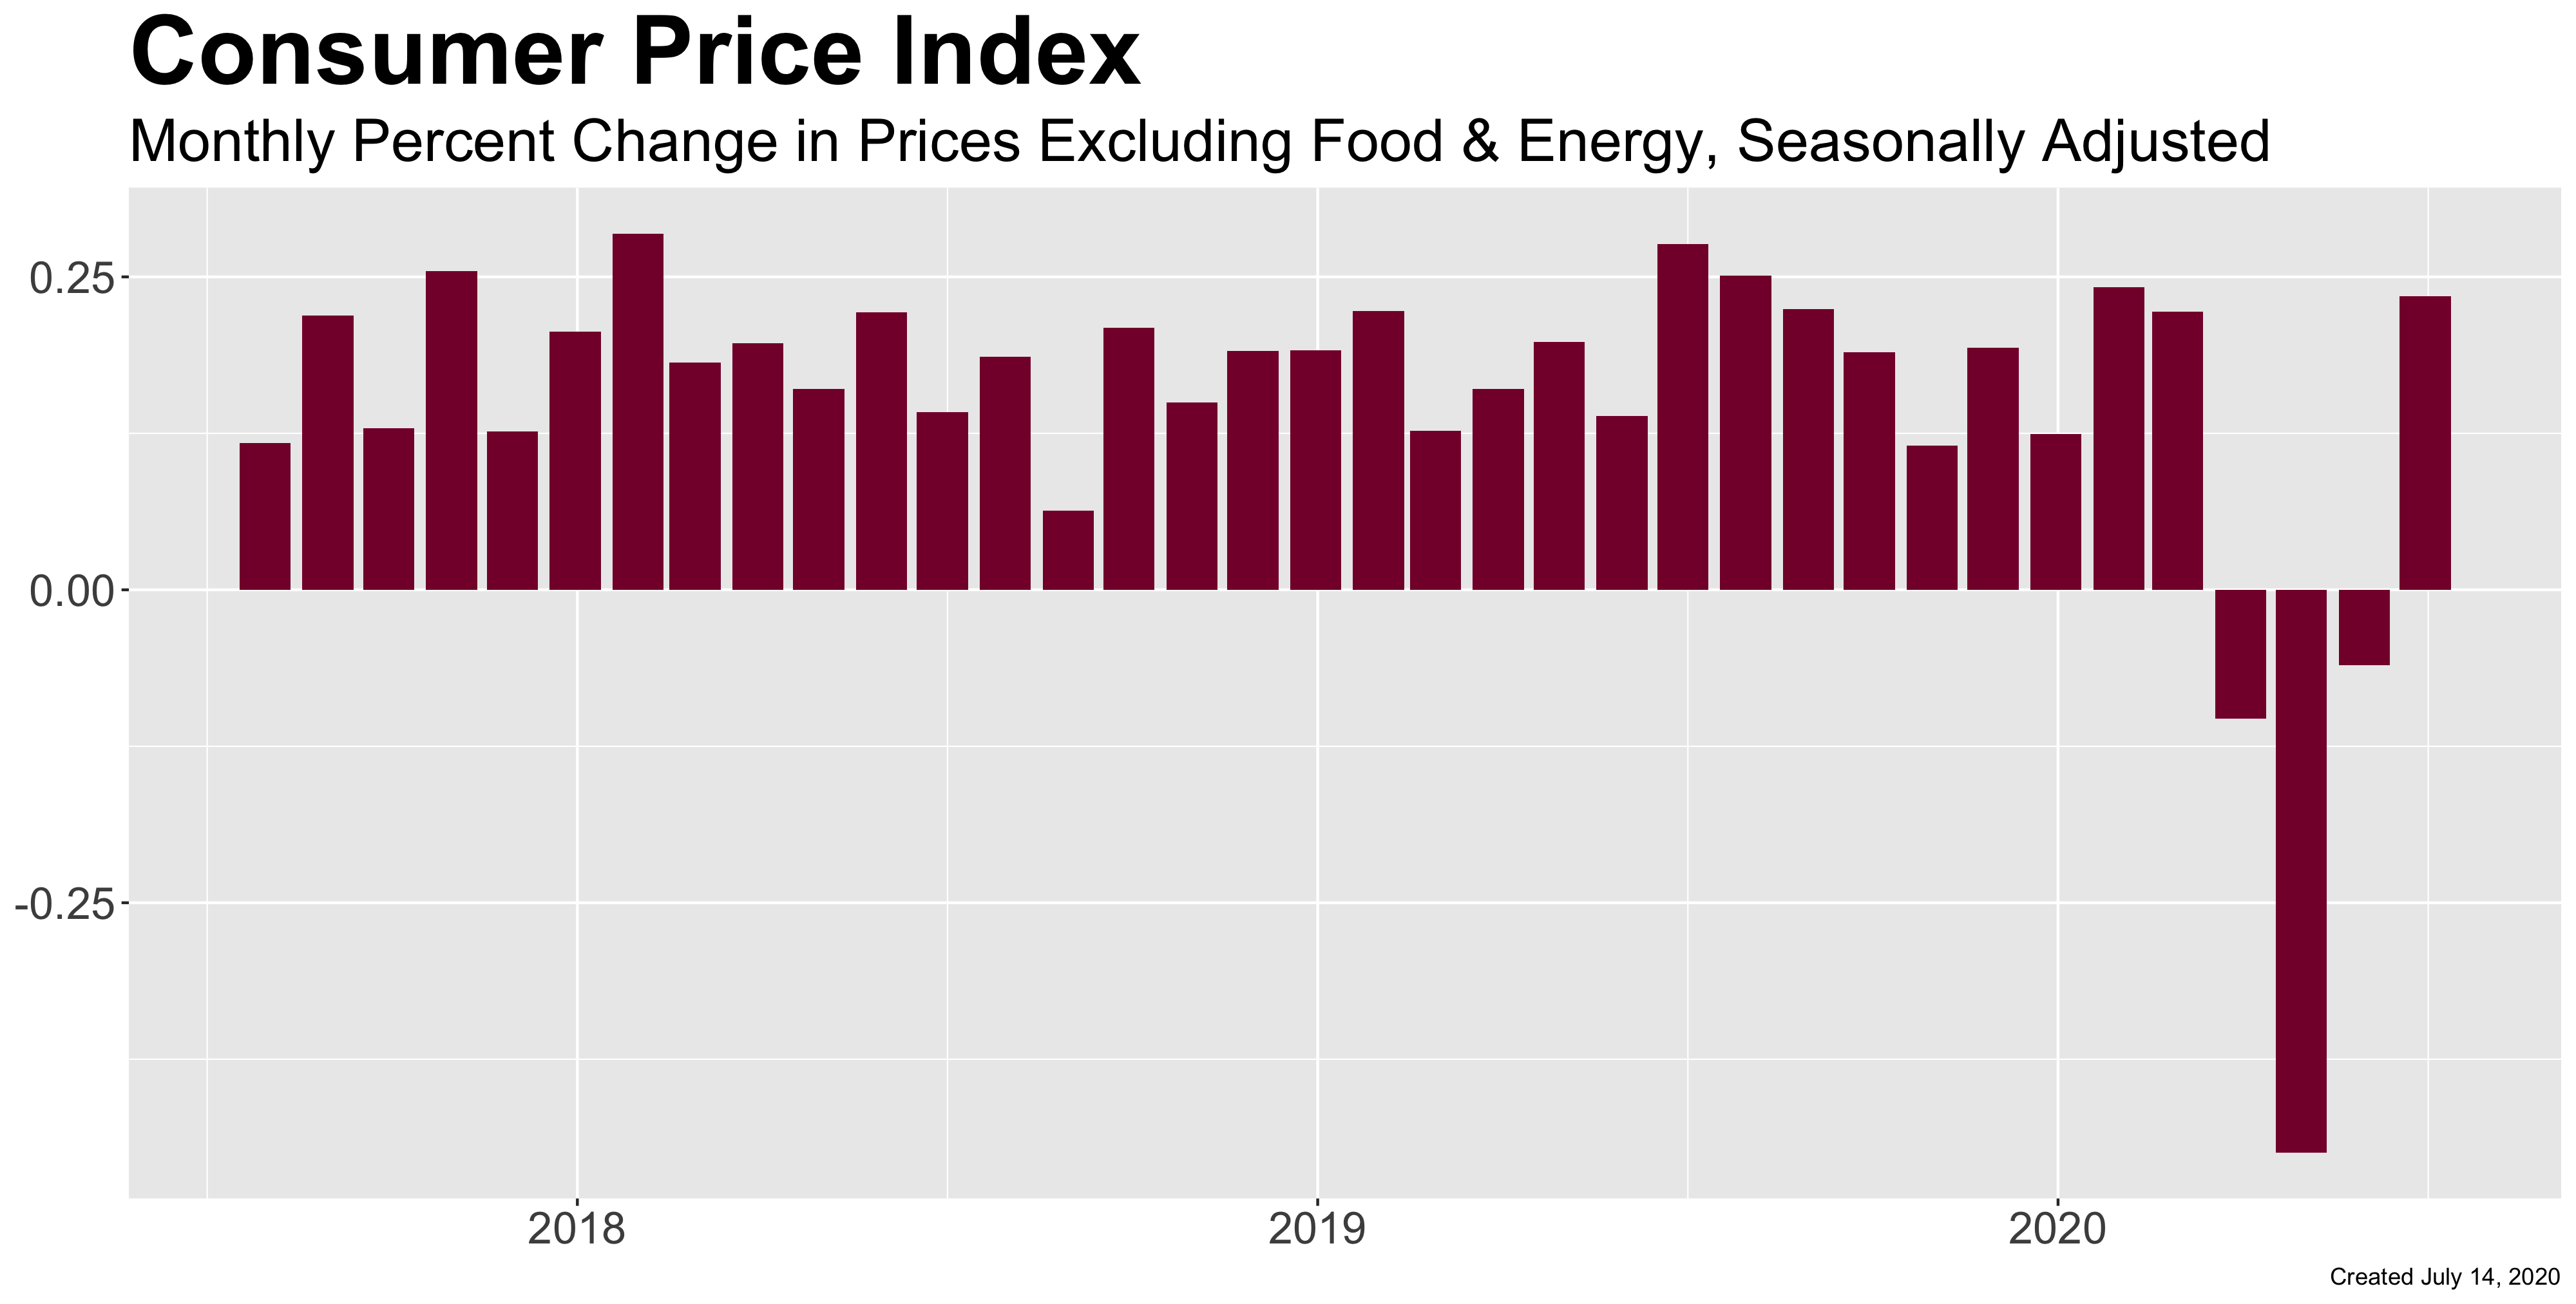 Consumer Price Index
Monthly Percent Change in Prices Excluding Food & Energy, Seasonally Adjusted
0.25
0.00
-0.25
2018
2019
2020
Created July 14, 2020